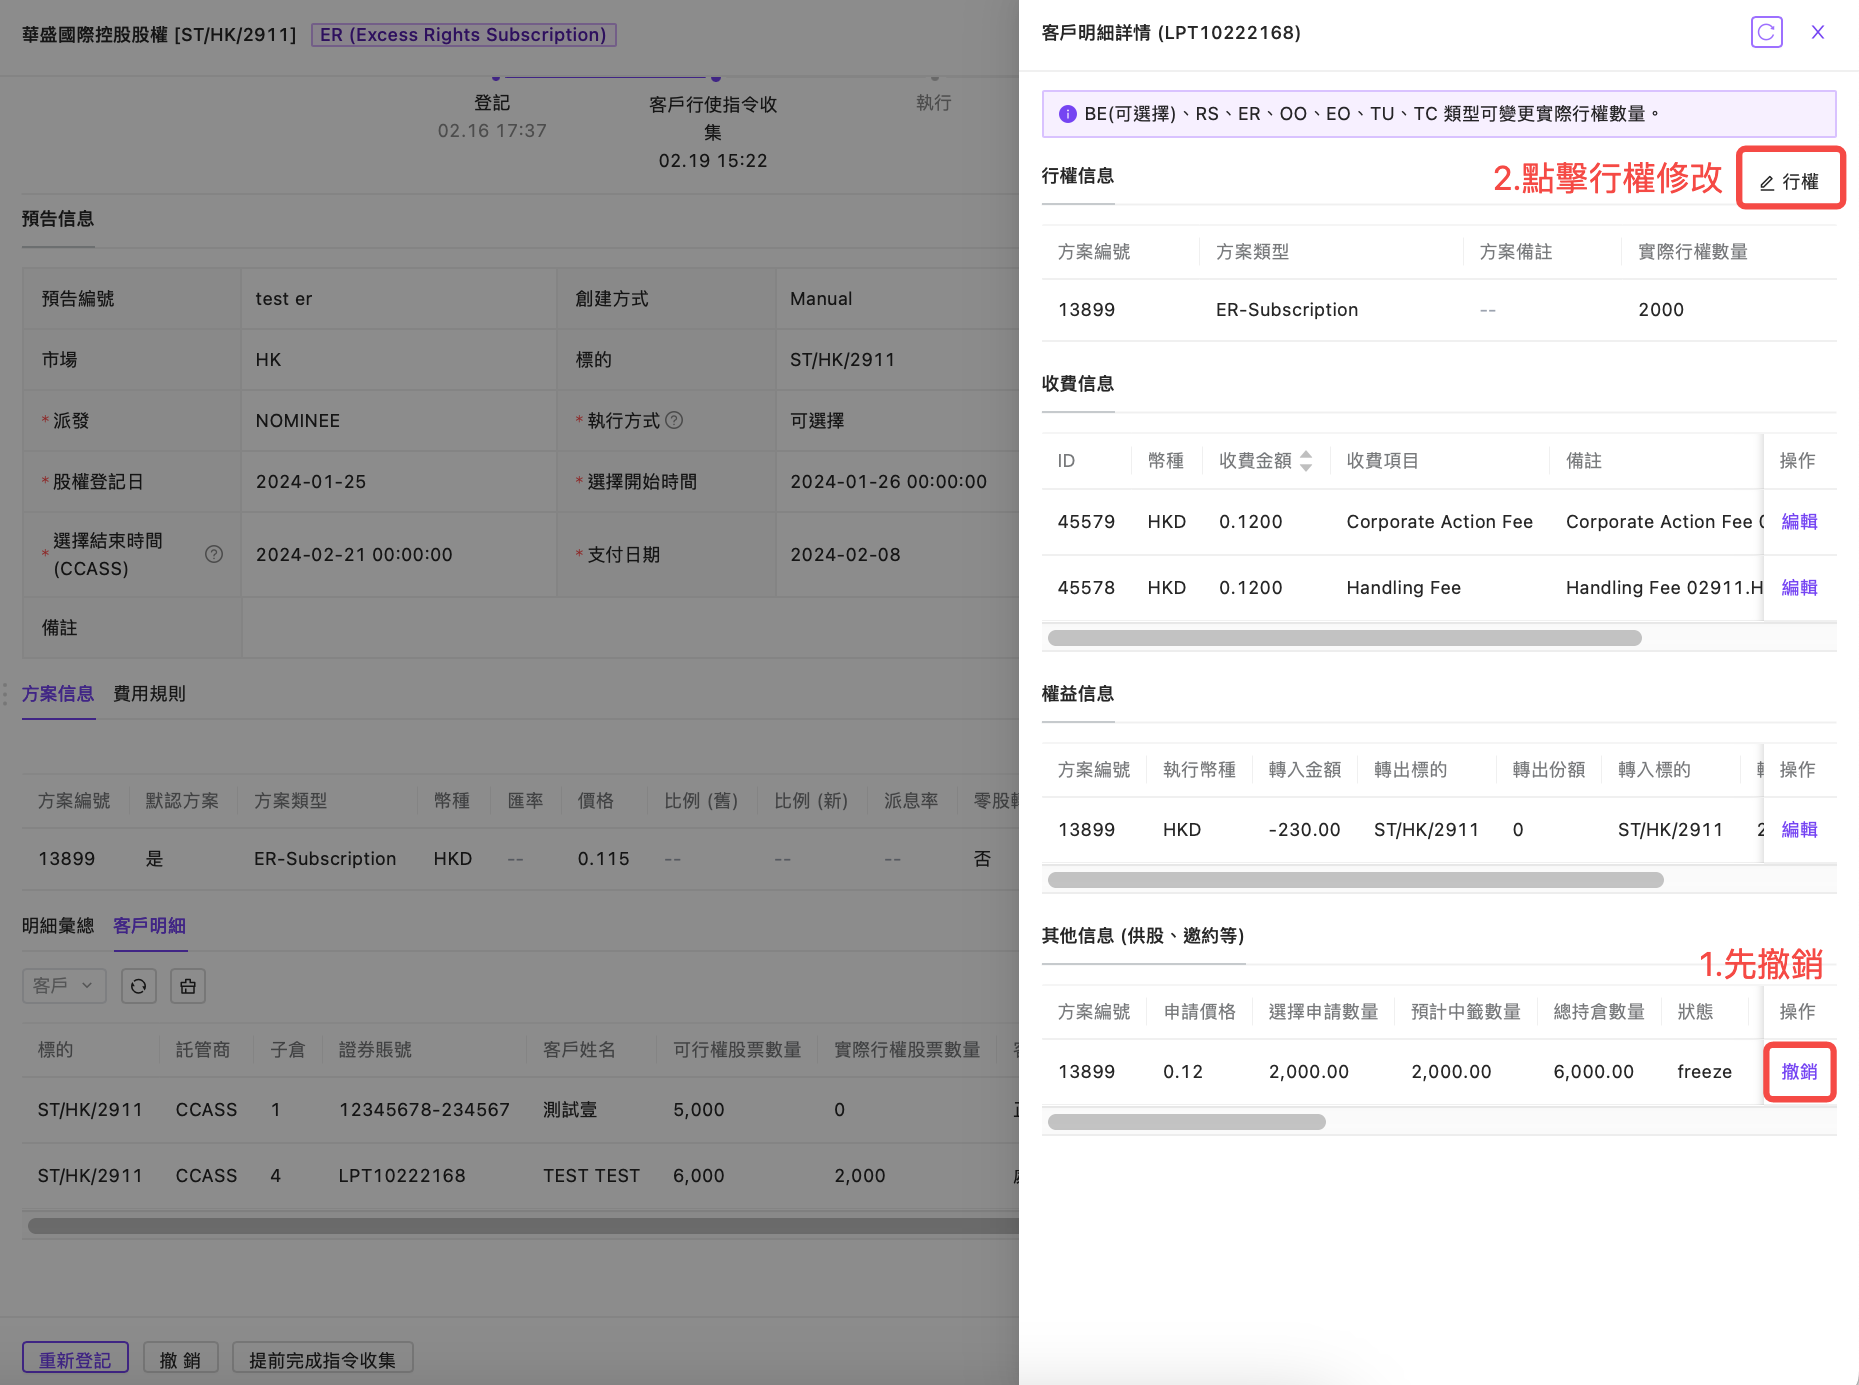 華盛國際控股股權 [ST/HK/2911] ER (Excess Rights Subscription)
登記
02.16 17:37
客戶行使指令收
集
02.19 15:22
執行
預告信息
預告編號 test er 創建方式 Manual
市場 HK 標的 ST/HK/2911
* 派發 NOMINEE * 執行方式 可選擇
* 股權登記日 2024-01-25 * 選擇開始時間 2024-01-26 00:00:00
* 選擇結束時間 (CCASS) 2024-02-21 00:00:00 * 支付日期 2024-02-08
備註
方案信息 費用規則
方案編號 默認方案 方案類型 幣種 匯率 價格 比例 (舊) 比例 (新) 派息率 零股
13899 是 ER-Subscription HKD -- 0.115 -- -- -- 否
明細彙總 客戶明細
客戶
標的 託管商 子倉 證券賬號 客戶姓名 可行權股票數量 實際行權股票數量
ST/HK/2911 CCASS 1 12345678-234567 測試壹 5,000 0
ST/HK/2911 CCASS 4 LPT10222168 TEST TEST 6,000 2,000
重新登記 撤 銷 提前完成指令收集
客戶明細詳情 (LPT10222168)
BE(可選擇)、RS、ER、OO、EO、TU、TC 類型可變更實際行權數量。
行權信息 2.點擊行權修改 行權
方案編號 方案類型 方案備註 實際行權數量
13899 ER-Subscription -- 2000
收費信息
ID 幣種 收費金額 收費項目 備註 操作
45579 HKD 0.1200 Corporate Action Fee Corporate Action Fee 編輯
45578 HKD 0.1200 Handling Fee Handling Fee 02911.H 編輯
權益信息
方案編號 執行幣種 轉入金額 轉出標的 轉出份額 轉入標的 操作
13899 HKD -230.00 ST/HK/2911 0 ST/HK/2911 2 編輯
其他信息 (供股、邀約等)
1.先撤銷
方案編號 申請價格 選擇申請數量 預計中籤數量 總持倉數量 狀態 操作
13899 0.12 2,000.00 2,000.00 6,000.00 freeze 撤銷